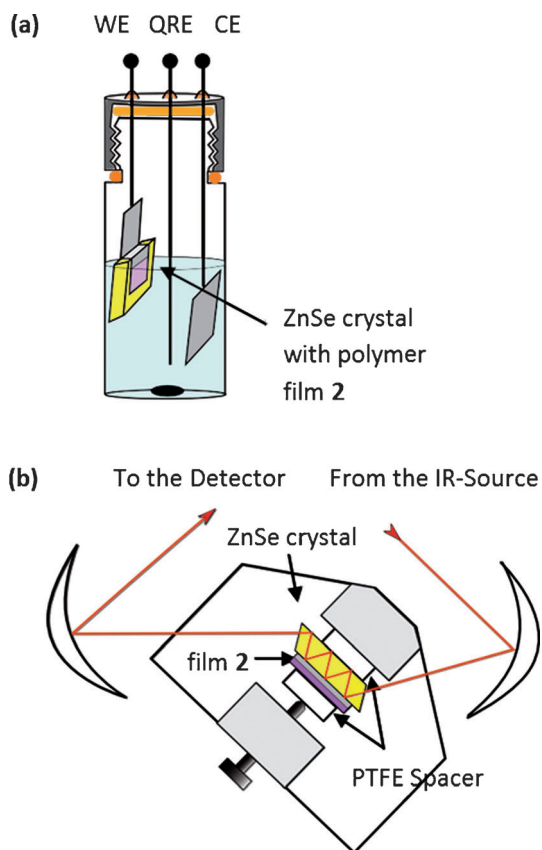 (a)
WE QRE CE
ZnSe crystal
with polymer
film 2
(b)
To the Detector From the IR-Source
ZnSe crystal
film 2
PTFE Spacer